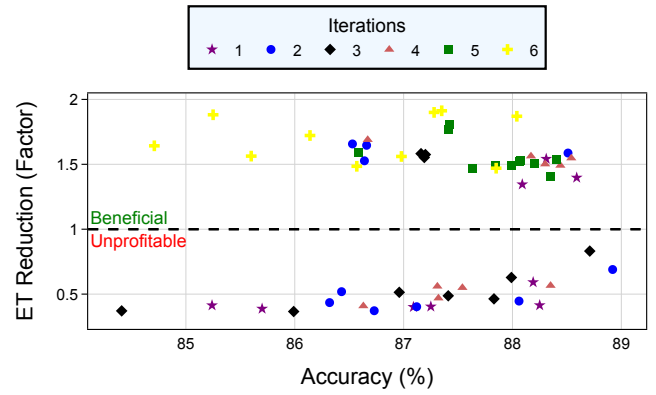 Iterations
1 2 3 4 5 6
2
1.5
1
0.5
ET Reduction (Factor)
Beneficial
Unprofitable
85 86 87 88 89
Accuracy (%)